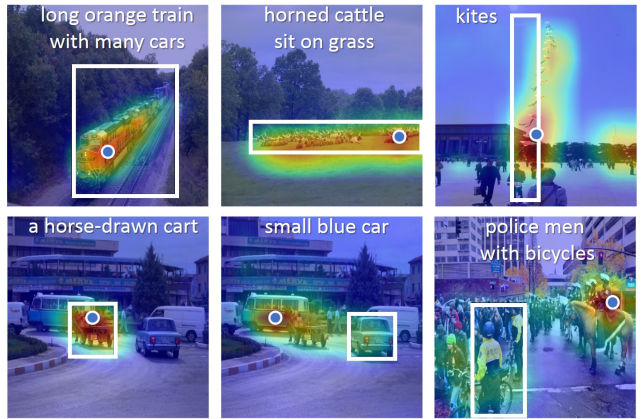 long orange train
with many cars
horned cattle
sit on grass
kites
a horse-drawn cart
small blue car
police men
with bicycles